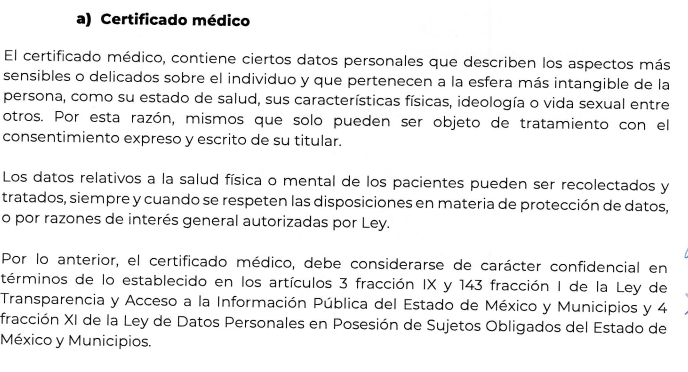 a) Certificado médico
El certificado médico, contiene ciertos datos personales que describen los aspectos más
sensibles o delicados sobre el individuo y que pertenecen a la esfera más intangible de la
persona, como su estado de salud, sus características físicas, ideología o vida sexual entre
otros. Por esta razón, mismos que solo pueden ser objeto de tratamiento con el
consentimiento expreso y escrito de su titular.
Los datos relativos a la salud física o mental de los pacientes pueden ser recolectados y
tratados, siempre y cuando se respeten las disposiciones en materia de protección de datos,
o por razones de interés general autorizadas por Ley.
Por lo anterior, el certificado médico, debe considerarse de carácter confidencial en
términos de lo establecido en los artículos 3 fracción IX y 143 fracción I de la Ley de
Transparencia y Acceso a la Información Pública del Estado de México y Municipios y 4
fracción XI de la Ley de Datos Personales en Posesión de Sujetos Obligados del Estado de
México y Municipios.